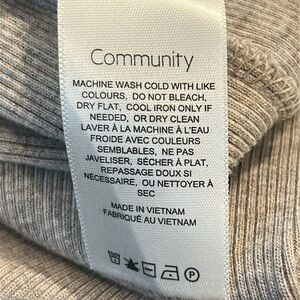 Community
MACHINE WASH COLD WITH LIKE
COLOURS, DO NOT BLEACH,
DRY FLAT, COOL IRON ONLY IF
NEEDED, OR DRY CLEAN
LAVER À LA MACHINE À L'EAU
FROIDE AVEC COULEURS
SEMBLABLES, NE PAS
JAVELISER, SÉCHER À PLAT,
REPASSAGE DOUX SI
NÉCESSAIRE, OU NETTOYER À
SEC
MADE IN VIETNAM
FABRIQUÉ AU VIETNAM